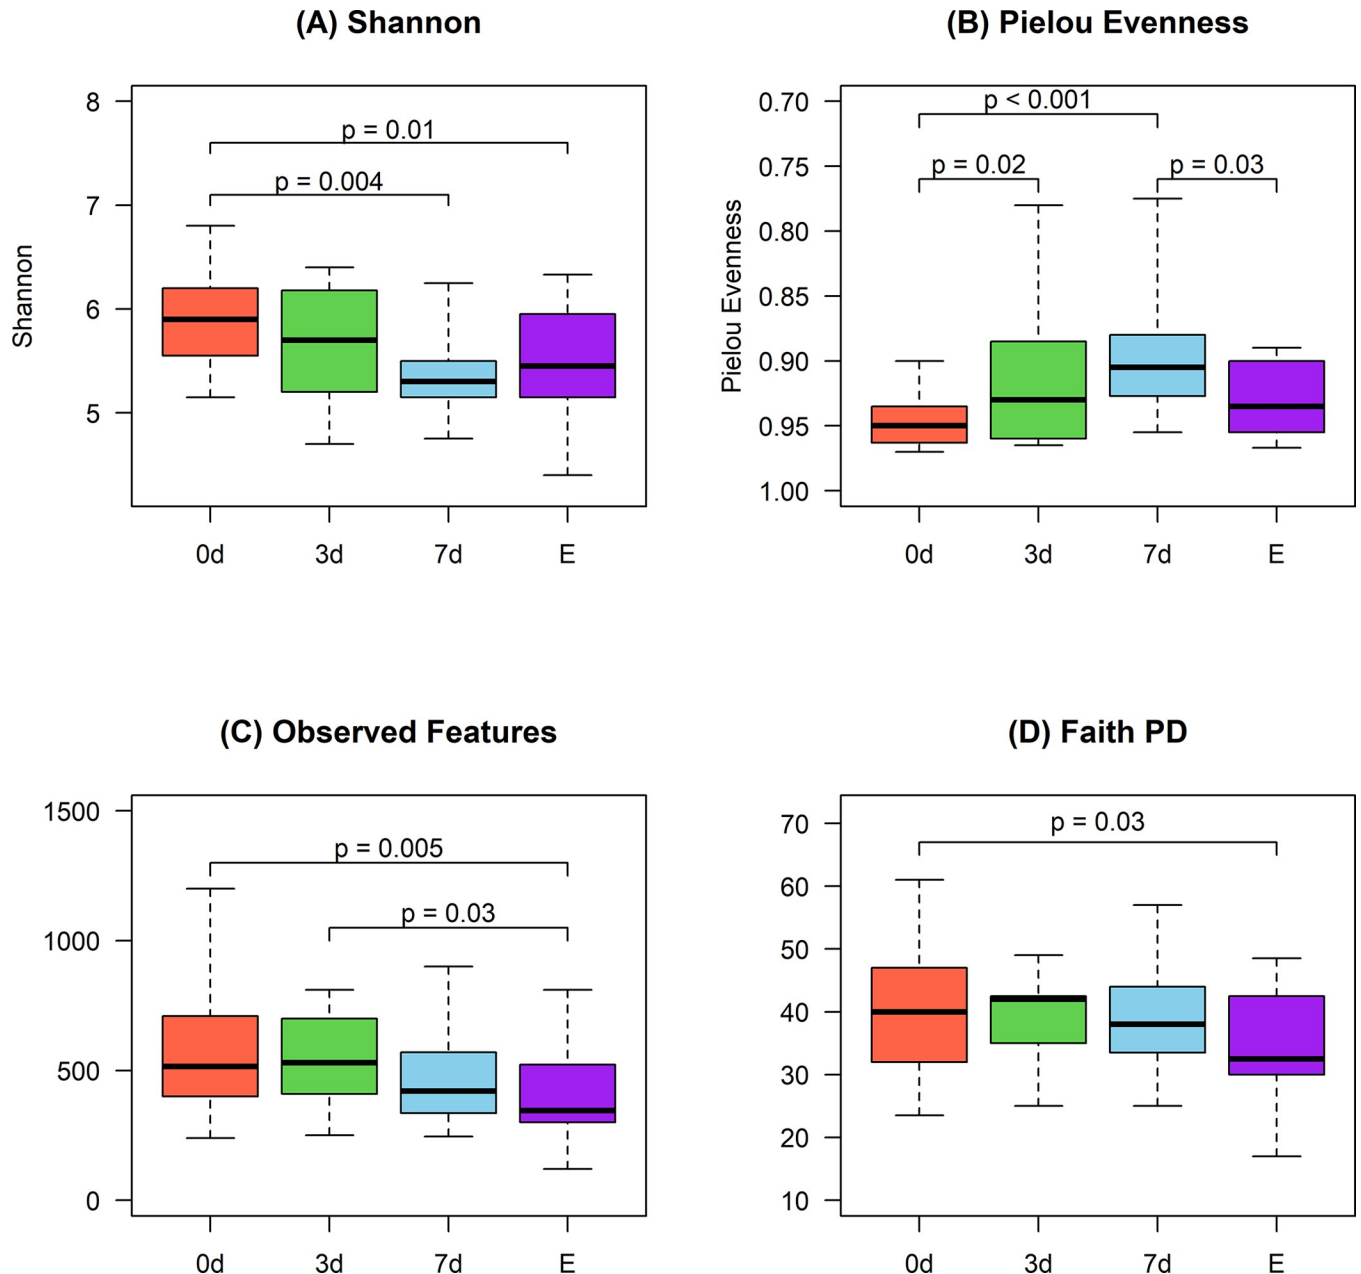 (A) Shannon
8
7
6
5
Shannon
p = 0.01
p = 0.004
0d 3d 7d E
(B) Pielou Evenness
0.70
0.75
0.80
0.85
0.90
0.95
1.00
Pielou Evenness
p < 0.001
p = 0.02
p = 0.03
0d 3d 7d E
(C) Observed Features
1500
1000
500
0
p = 0.005
p = 0.03
0d 3d 7d E
(D) Faith PD
70
60
50
40
30
20
10
p = 0.03
0d 3d 7d E